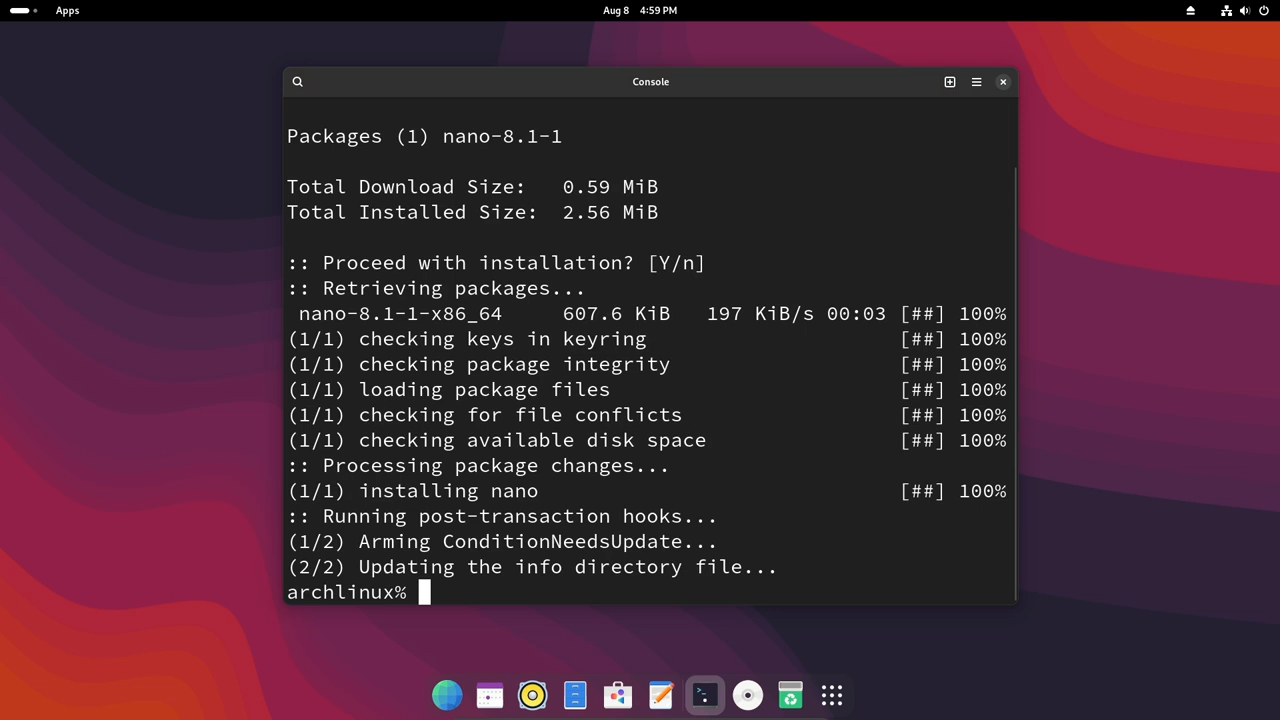 Apps
Aug 8 4:59 PM
Console
Packages (1) nano-8.1-1
Total Download Size: 0.59 MiB
Total Installed Size: 2.56 MiB
:: Proceed with installation? [Y/n]
:: Retrieving packages...
nano-8.1-1-x86_64 607.6 KiB 197 KiB/s 00:03 [##] 100%
(1/1) checking keys in keyring [##] 100%
(1/1) checking package integrity [##] 100%
(1/1) loading package files [##] 100%
(1/1) checking for file conflicts [##] 100%
(1/1) checking available disk space [##] 100%
:: Processing package changes...
(1/1) installing nano [##] 100%
:: Running post-transaction hooks...
(1/2) Arming ConditionNeedsUpdate...
(2/2) Updating the info directory file...
archlinux%